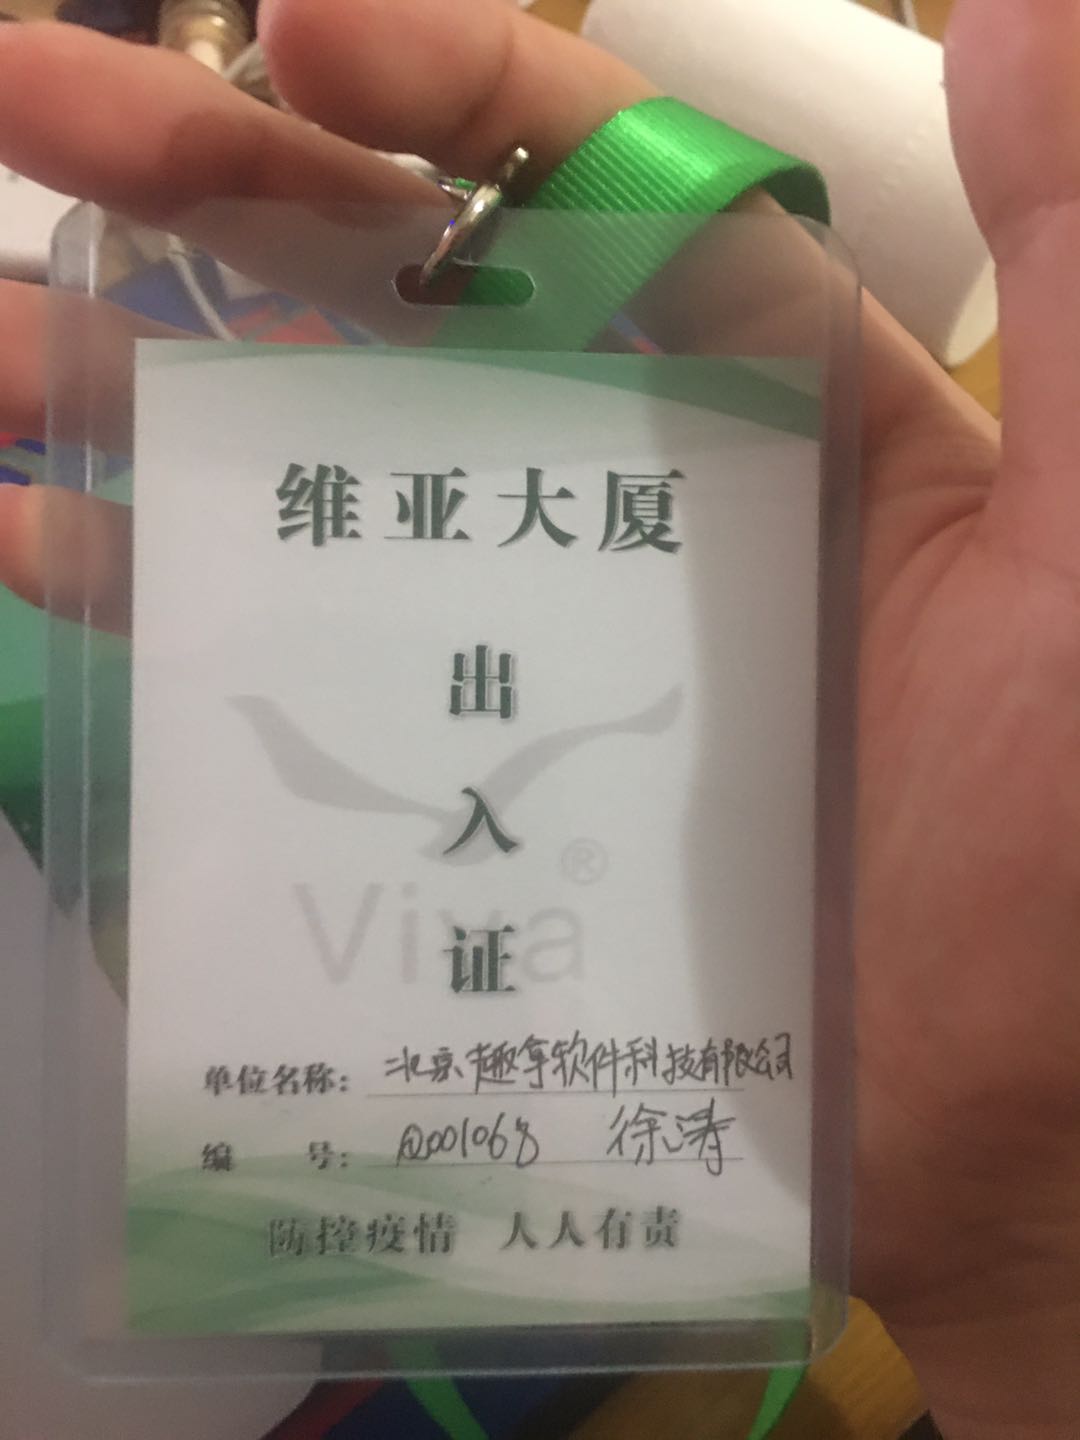 维亚大厦
出
入
证
Viva®
单位名称: 北京趣拿软件科技有限公司
编 号: Q001068 徐涛
防控疫情 人人有责